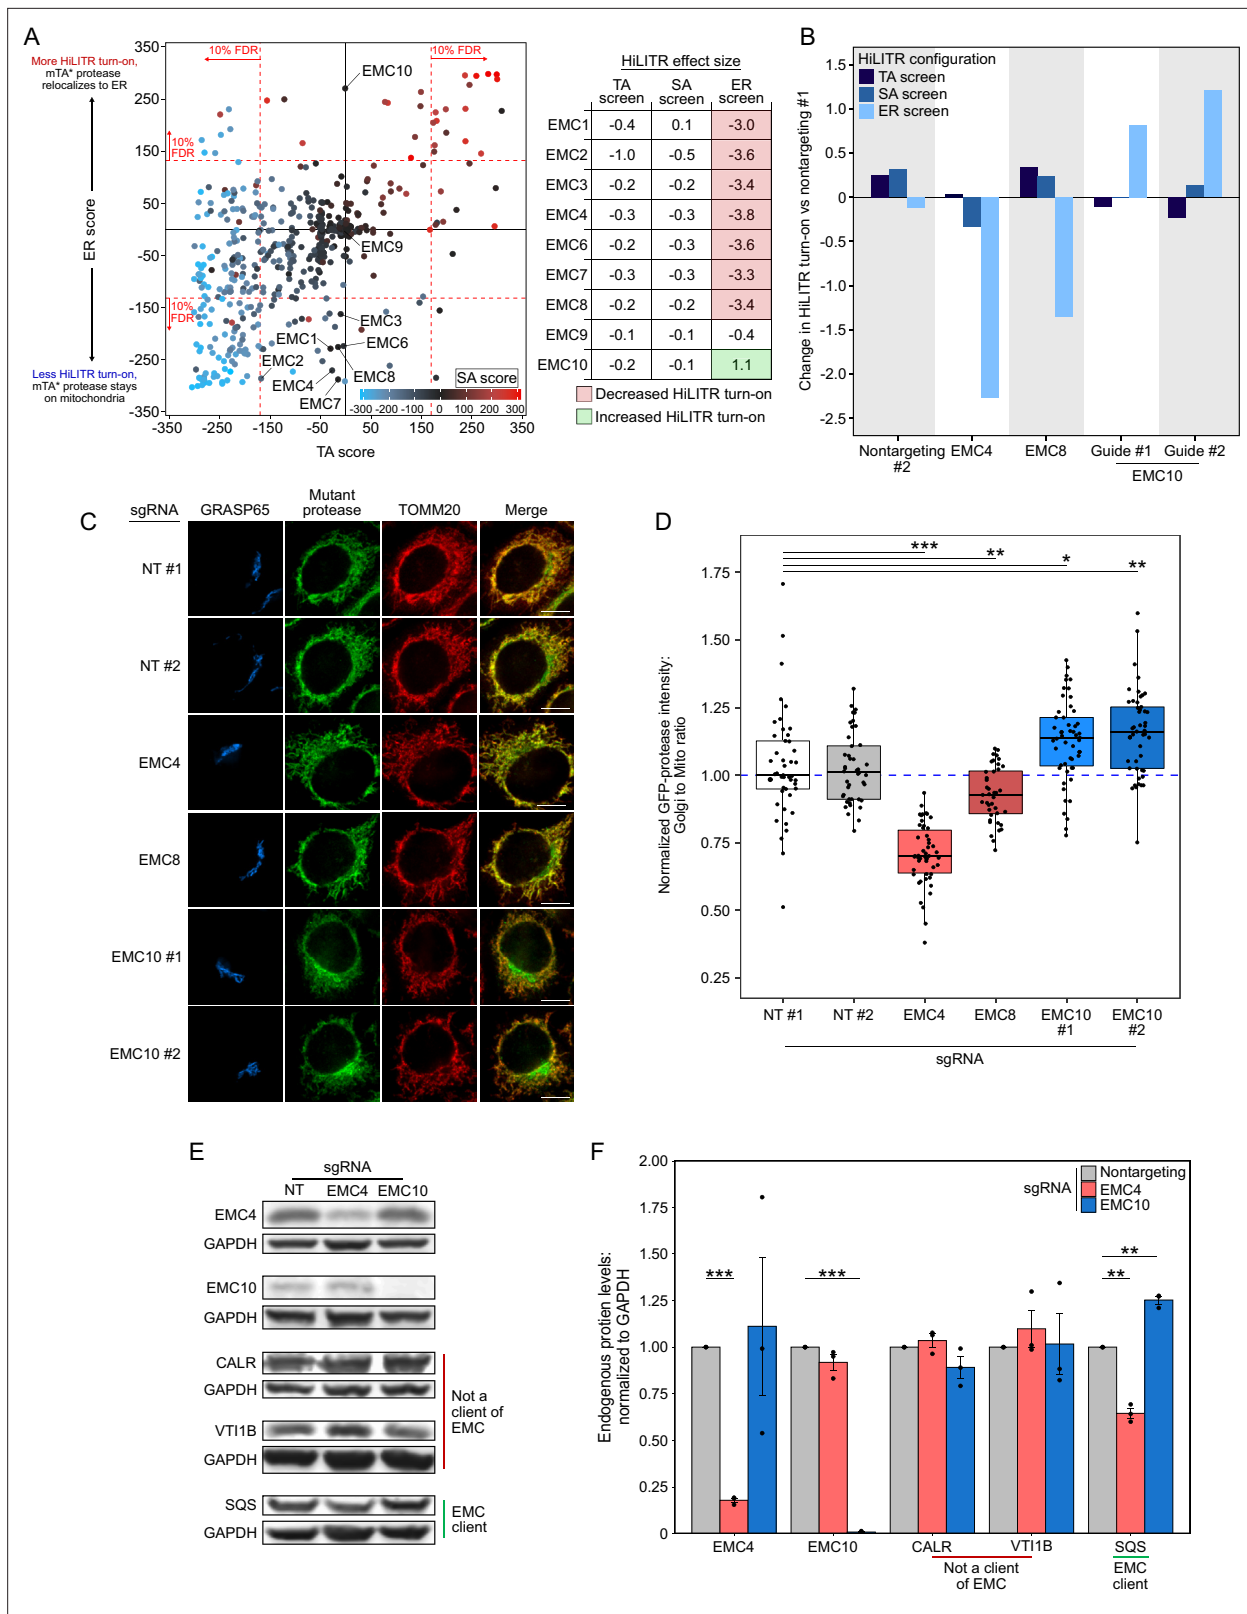 A
More HiLITR turn-on,
mTA* protease
relocalizes to ER
ER score
Less HiLITR turn-on,
mTA* protease stays
on mitochondria
350
250
150
50
-50
-150
-250
-350
10% FDR
10% FDR
10%
FDR
10%
FDR
EMC10
EMC9
EMC3
EMC1
EMC6
EMC2
EMC8
EMC4
EMC7
SA score
-300 -200 -100 0 100 200 300
-350 -250 -150 -50 50 150 250 350
TA score
HiLITR effect size
TA screen SA screen ER screen
EMC1 -0.4 0.1 -3.0
EMC2 -1.0 -0.5 -3.6
EMC3 -0.2 -0.2 -3.4
EMC4 -0.3 -0.3 -3.8
EMC6 -0.2 -0.3 -3.6
EMC7 -0.3 -0.3 -3.3
EMC8 -0.2 -0.2 -3.4
EMC9 -0.1 -0.1 -0.4
EMC10 -0.2 -0.1 1.1
Decreased HiLITR turn-on
Increased HiLITR turn-on
B
Change in HiLITR turn-on vs nontargeting #1
1.5
1.0
0.5
0
-0.5
-1.0
-1.5
-2.0
-2.5
HiLITR configuration
TA screen
SA screen
ER screen
Nontargeting #2 EMC4 EMC8 Guide #1 Guide #2
EMC10
C
sgRNA GRASP65 Mutant protease TOMM20 Merge
NT #1
NT #2
EMC4
EMC8
EMC10 #1
EMC10 #2
D
Normalized GFP-protease intensity:
Golgi to Mito ratio
1.75
1.50
1.25
1.00
0.75
0.50
0.25
***
**
*
**
NT #1 NT #2 EMC4 EMC8 EMC10 #1 EMC10 #2
sgRNA
E
sgRNA
NT EMC4 EMC10
EMC4
GAPDH
EMC10
GAPDH
CALR
GAPDH
VTI1B
GAPDH
Not a
client of
EMC
SQS
GAPDH
EMC
client
F
Endogenous protien levels:
normalized to GAPDH
2.00
1.75
1.50
1.25
1.00
0.75
0.50
0.25
0
sgRNA
Nontargeting
EMC4
EMC10
***
***
**
**
EMC4 EMC10 CALR VTI1B SQS
Not a client
of EMC
EMC
client